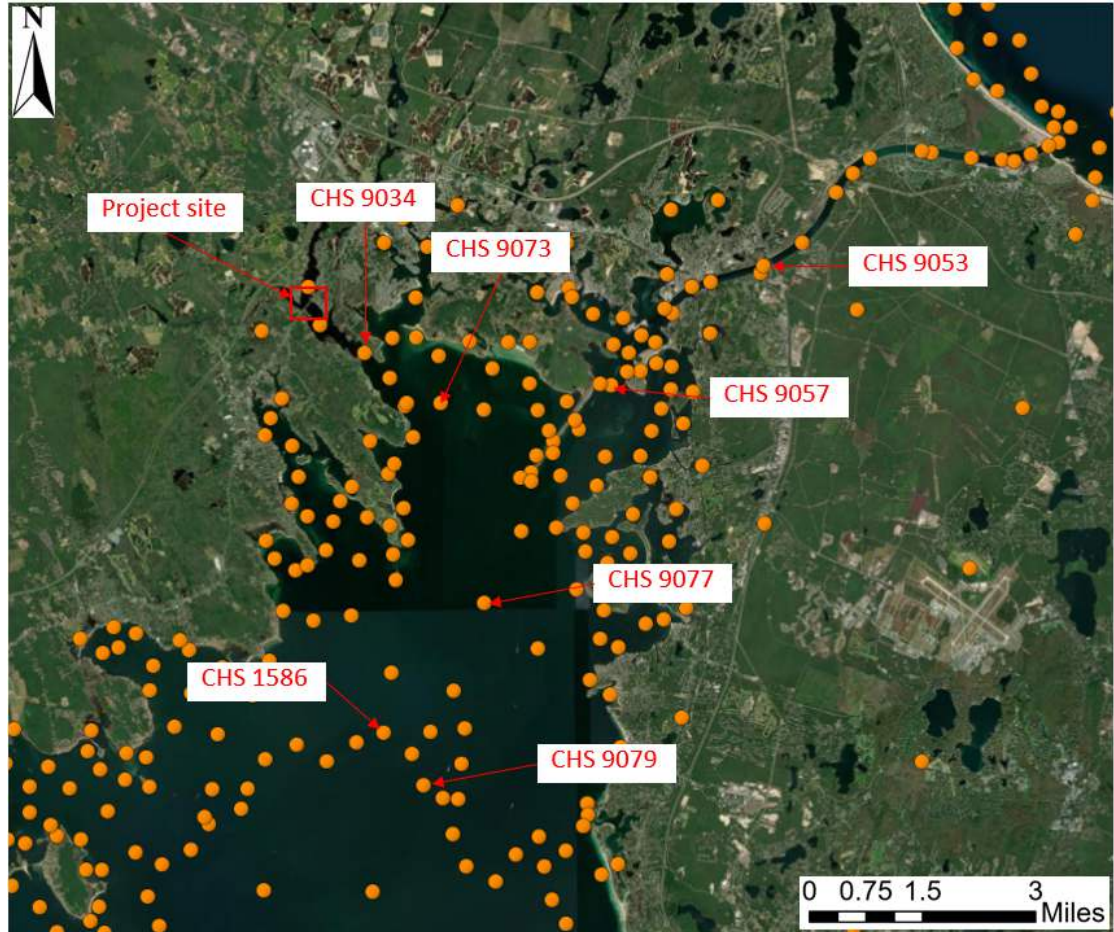 N
Project site
CHS 9034
CHS 9073
CHS 9053
CHS 9057
CHS 9077
CHS 1586
CHS 9079
0 0.75 1.5 3
Miles